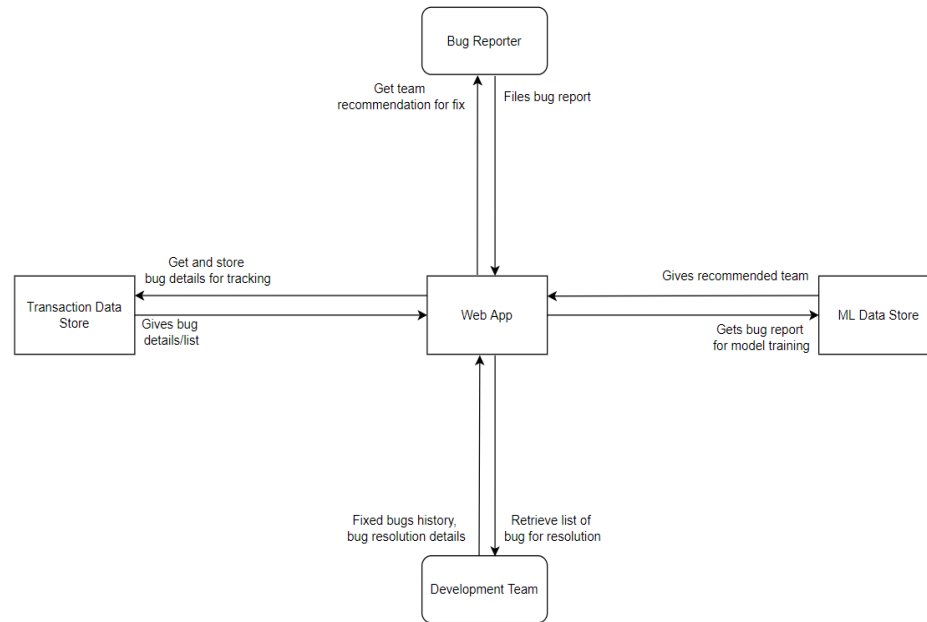 Bug Reporter
Get team
recommendation for fix
Files bug report
Get and store
bug details for tracking
Gives recommended team
Transaction Data
Store
Web App
ML Data Store
Gives bug
details/list
Gets bug report
for model training
Fixed bugs history,
bug resolution details
Retrieve list of
bug for resolution
Development Team